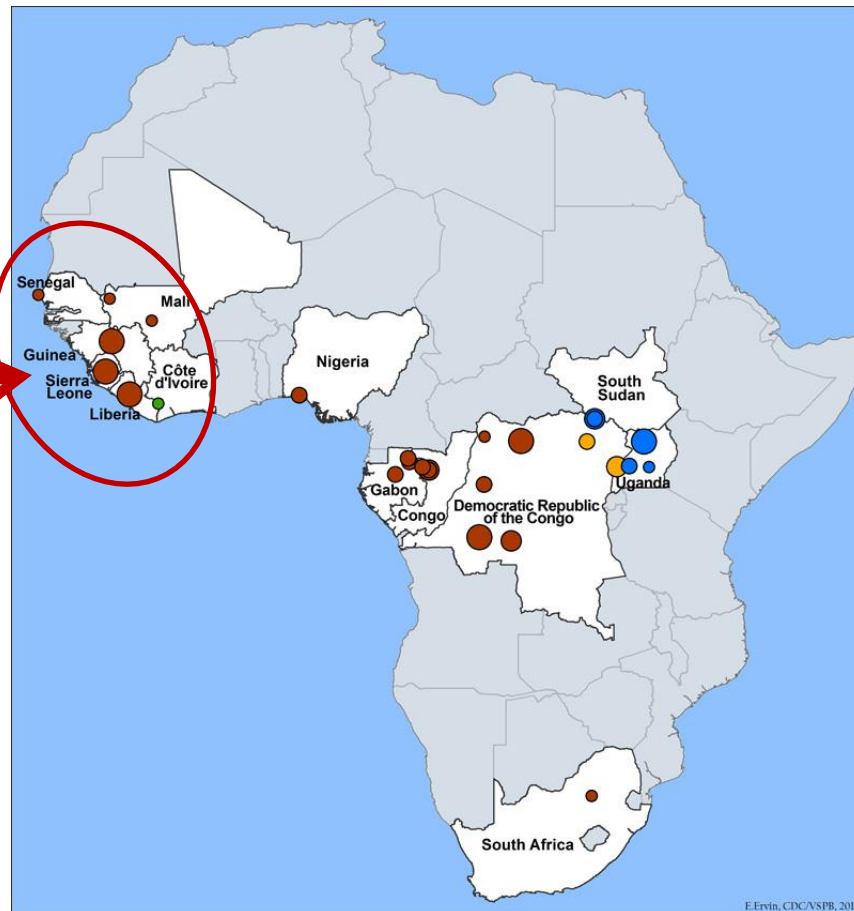 Senegal
Mali
Guinea
Sierra
Leone
Côte
d'Ivoire
Liberia
Nigeria
South
Sudan
Gabon
Congo
Uganda
Democratic Republic
of the Congo
South Africa
E.Ervin, CDC/VSPB,